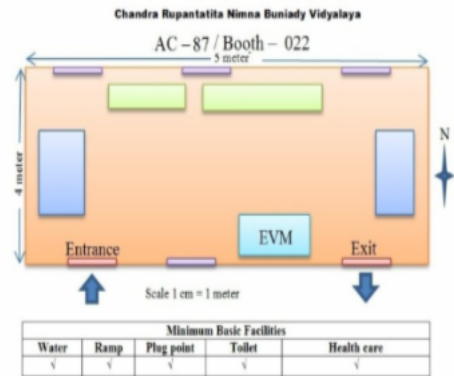 Chandra Rupantatita Nimna Buniady Vidyalaya
AC – 87 / Booth – 022
5 meter
4 meter
N
EVM
Entrance
Exit
Scale 1 cm = 1 meter
Minimum Basic Facilities
Water Ramp Plug point Toilet Health care
√ √ √ √ √